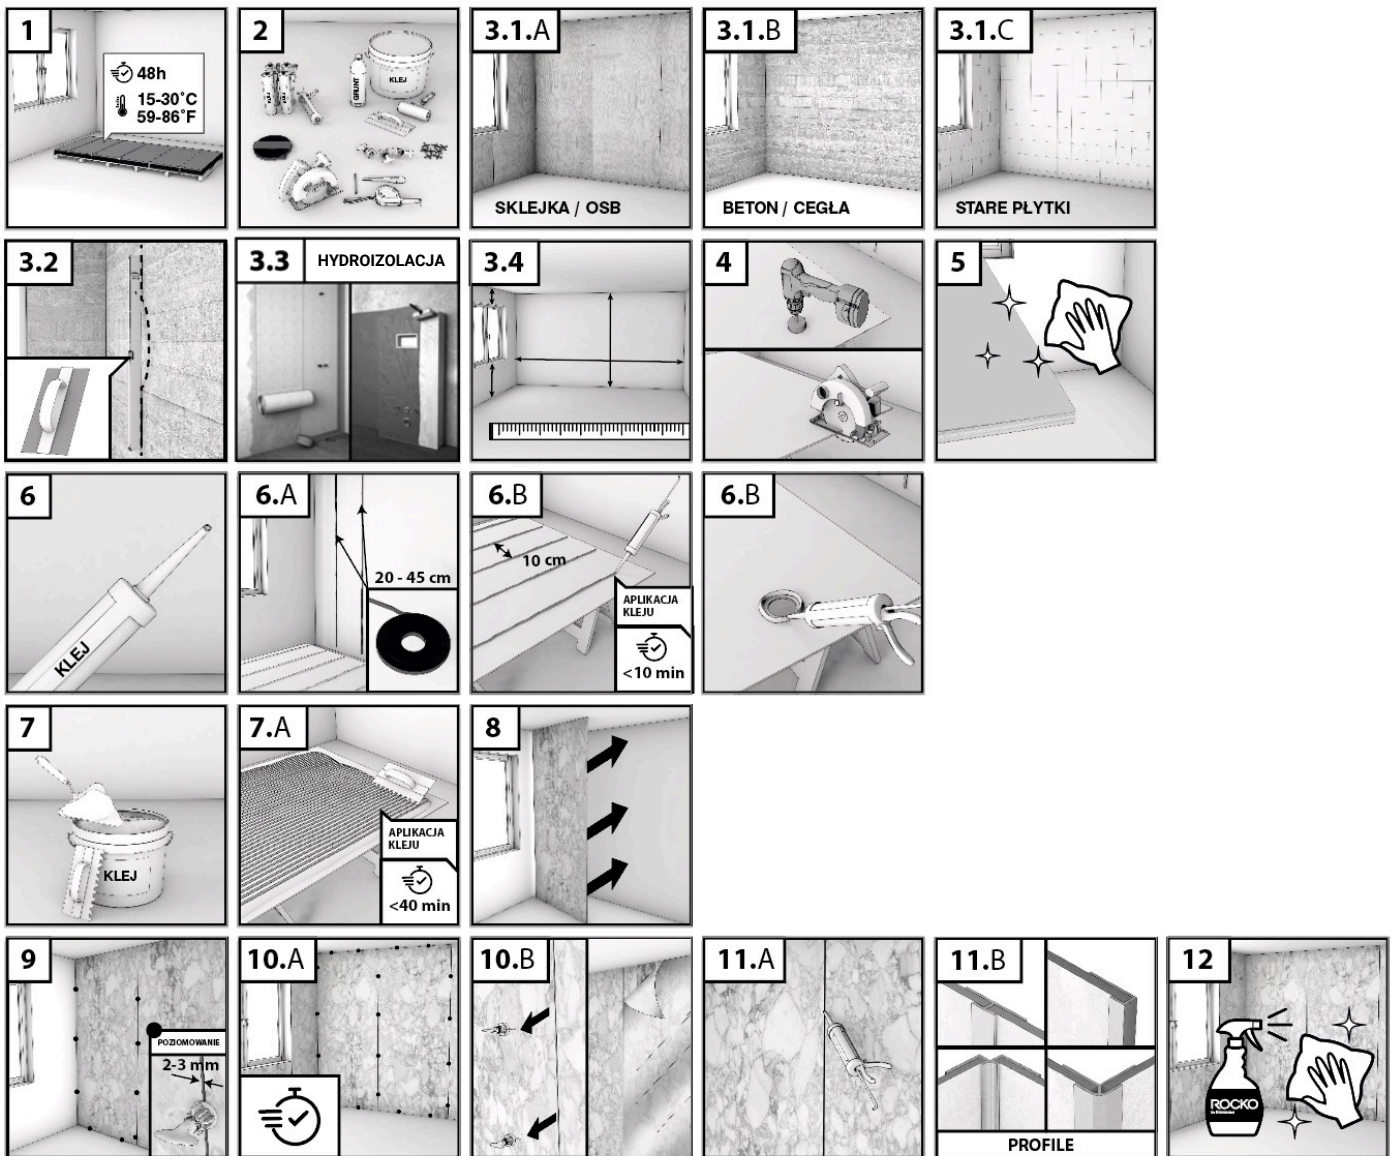 1
48h
15-30°C
59-86°F
2
GRUNT
KLEJ
3.1.A
SKLEJKA / OSB
3.1.B
BETON / CEGŁA
3.1.C
STARE PŁYTKI
3.2
3.3
HYDROIZOLACJA
3.4
4
5
6
KLEJ
6.A
20 - 45 cm
6.B
10 cm
APLIKACJA
KLEJU
<10 min
6.B
7
KLEJ
7.A
APLIKACJA
KLEJU
<40 min
8
9
POZIOMOWANIE
2-3 mm
10.A
10.B
11.A
11.B
PROFILE
12
ROCKO